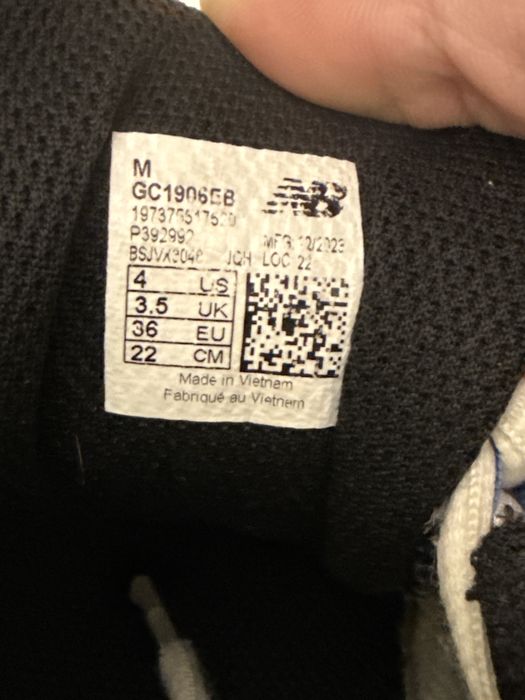 M
GC1906EB
P392992
MFG 12/2023
JQH LOC 22
4 US
3.5 UK
36 EU
22 CM
Made in Vietnam
Fabriqué au Vietnam